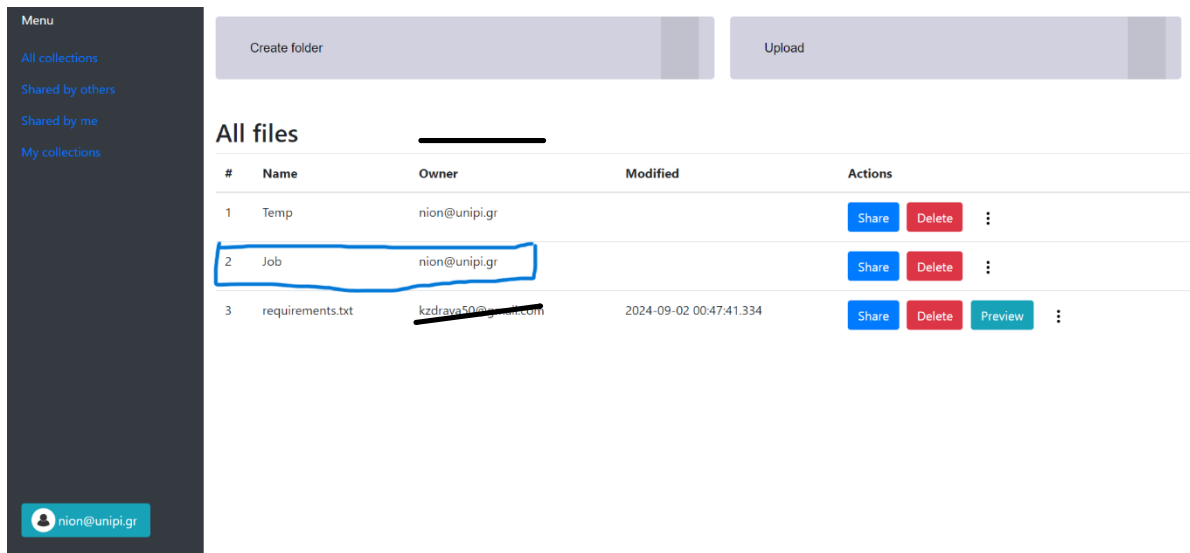 Menu
All collections
Shared by others
Shared by me
My collections
nion@unipi.gr
Create folder
Upload
All files
# Name Owner Modified Actions
1 Temp nion@unipi.gr Share Delete
2 Job nion@unipi.gr Share Delete
3 requirements.txt 2024-09-02 00:47:41.334 Share Delete Preview